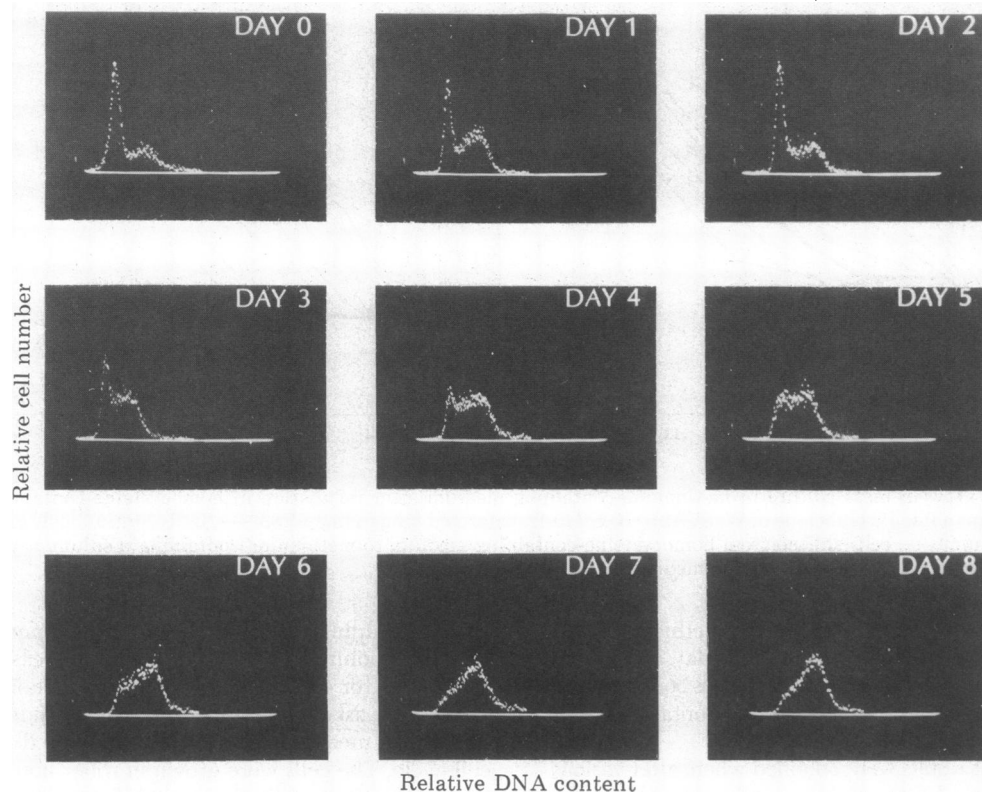 DAY 0
DAY 1
DAY 2
DAY 3
DAY 4
DAY 5
DAY 6
DAY 7
DAY 8
Relative cell number
Relative DNA content